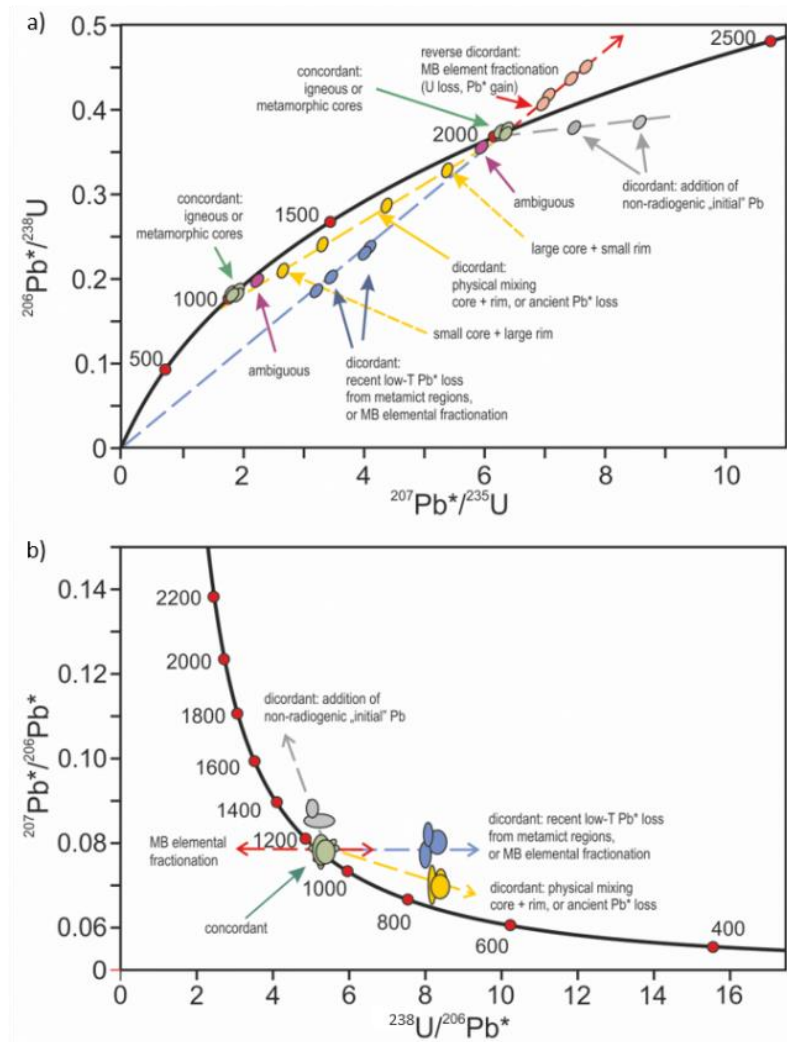 a)
0.5
0.4
0.3
0.2
0.1
0
206Pb*/238U
2500
reverse dicordant:
MB element fractionation
(U loss, Pb* gain)
concordant:
igneous or
metamorphic cores
2000
ambiguous
dicordant: addition of
non-radiogenic „initial" Pb
concordant:
igneous or
metamorphic cores
1500
large core + small rim
dicordant:
physical mixing
core + rim, or ancient Pb* loss
1000
small core + large rim
ambiguous
500
dicordant:
recent low-T Pb* loss
from metamict regions,
or MB elemental fractionation
0 2 4 6 8 10
207Pb*/235U
b)
0.14
0.12
0.10
0.08
0.06
0
207Pb*/206Pb*
2200
2000
1800
1600
1400
1200
1000
800
600
400
dicordant: addition of
non-radiogenic „initial" Pb
MB elemental
fractionation
dicordant: recent low-T Pb* loss
from metamict regions,
or MB elemental fractionation
dicordant: physical mixing
core + rim, or ancient Pb* loss
concordant
0 2 4 6 8 10 12 14 16
238U/206Pb*